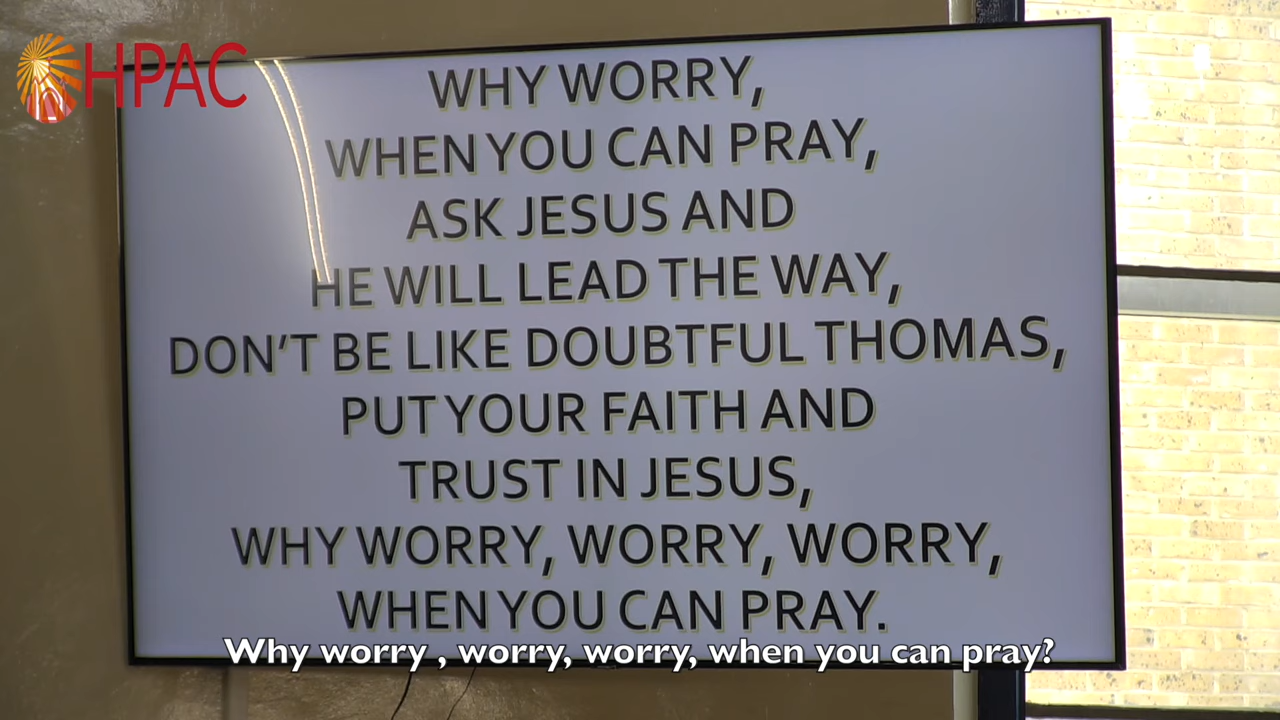 HPAC
WHY WORRY,
WHEN YOU CAN PRAY,
ASK JESUS AND
HE WILL LEAD THE WAY,
DON'T BE LIKE DOUBTFUL THOMAS,
PUT YOUR FAITH AND
TRUST IN JESUS,
WHY WORRY, WORRY, WORRY,
WHEN YOU CAN PRAY.
Why worry , worry, worry, when you can pray?